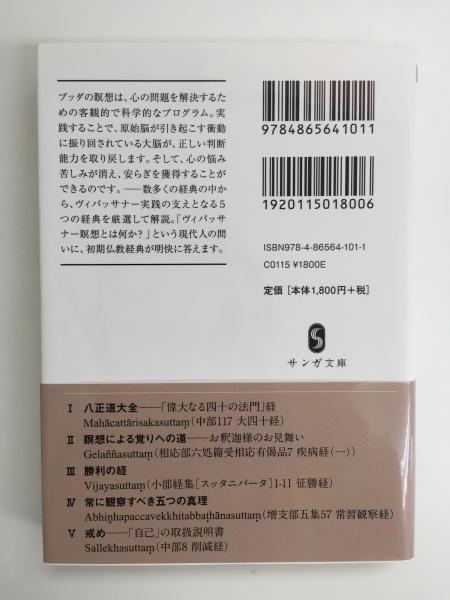 ブッダの瞑想は、心の問題を解決するた
めの客観的で科学的なプログラム。実
践することで、原始脳が引き起こす衝動
に振り回されている大脳が、正しい判断
能力を取り戻します。そして、心の悩み
苦しみが消え、安らぎを獲得することが
できるのです。——数多くの経典の中か
ら、ヴィパッサナー実践の支えとなる5
つの経典を厳選して解説。「ヴィパッサ
ナー瞑想とは何か?」という現代人の問
いに、初期仏教経典が明快に答えます。
9784865641011
1920115018006
ISBN978-4-86564-101-1
C0115 ¥1800E
定価[本体1,800円+税]
サンガ文庫
Ⅰ 八正道大全——「偉大なる四十の法門」経
Mahācattārisakasuttaṃ(中部117 大四十経)
Ⅱ 瞑想による覚りへの道——お釈迦様のお見舞い
Gelaññasuttaṃ(相応部六処篇受相応有偈品7 疾病経(一))
Ⅲ 勝利の経
Vijayasuttaṃ(小部経集[スッタニパータ]1-11 征勝経)
Ⅳ 常に観察すべき五つの真理
Abhiṇhapaccavekkhitabbaṭhānasuttaṃ(増支部五集57 常習観察経)
Ⅴ 戒め——「自己」の取扱説明書
Sallekhasuttaṃ(中部8 削減経)